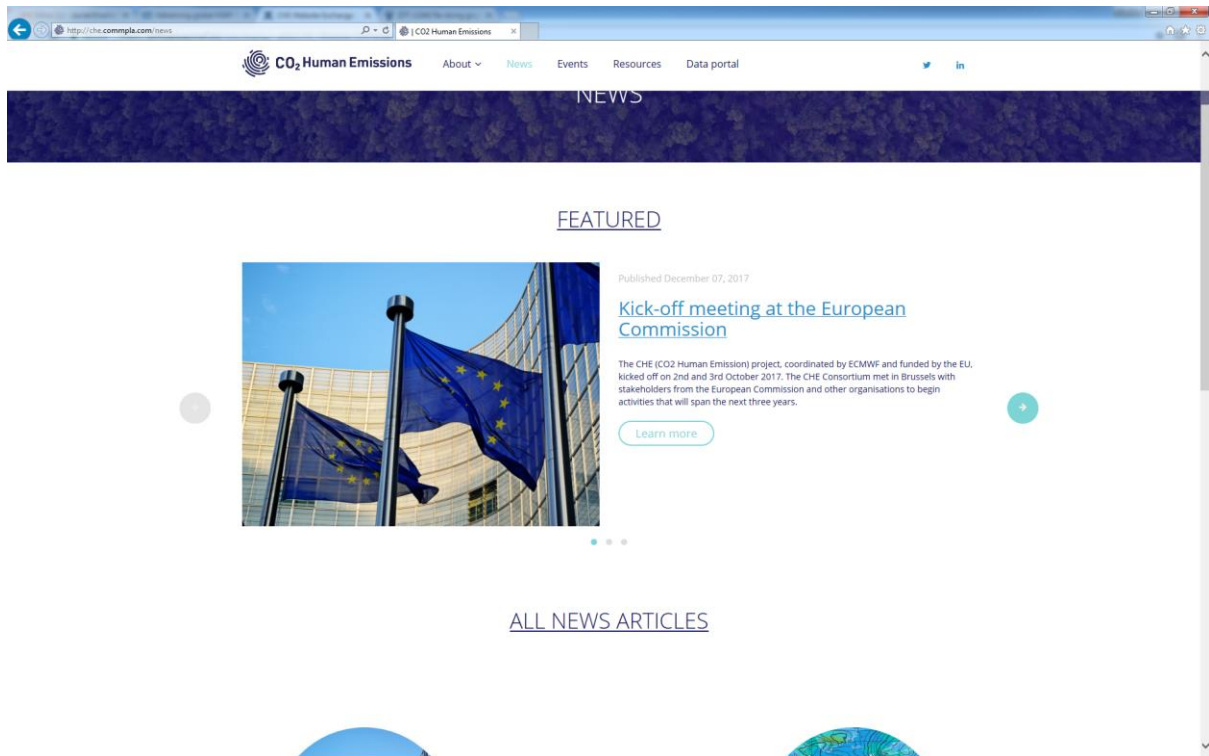 http://che.commpla.com/news
| CO2 Human Emissions
CO₂ Human Emissions
About
News
Events
Resources
Data portal
NEWS
FEATURED
Published December 07, 2017
Kick-off meeting at the European
Commission
The CHE (CO2 Human Emission) project, coordinated by ECMWF and funded by the EU,
kicked off on 2nd and 3rd October 2017. The CHE Consortium met in Brussels with
stakeholders from the European Commission and other organisations to begin
activities that will span the next three years.
Learn more
ALL NEWS ARTICLES